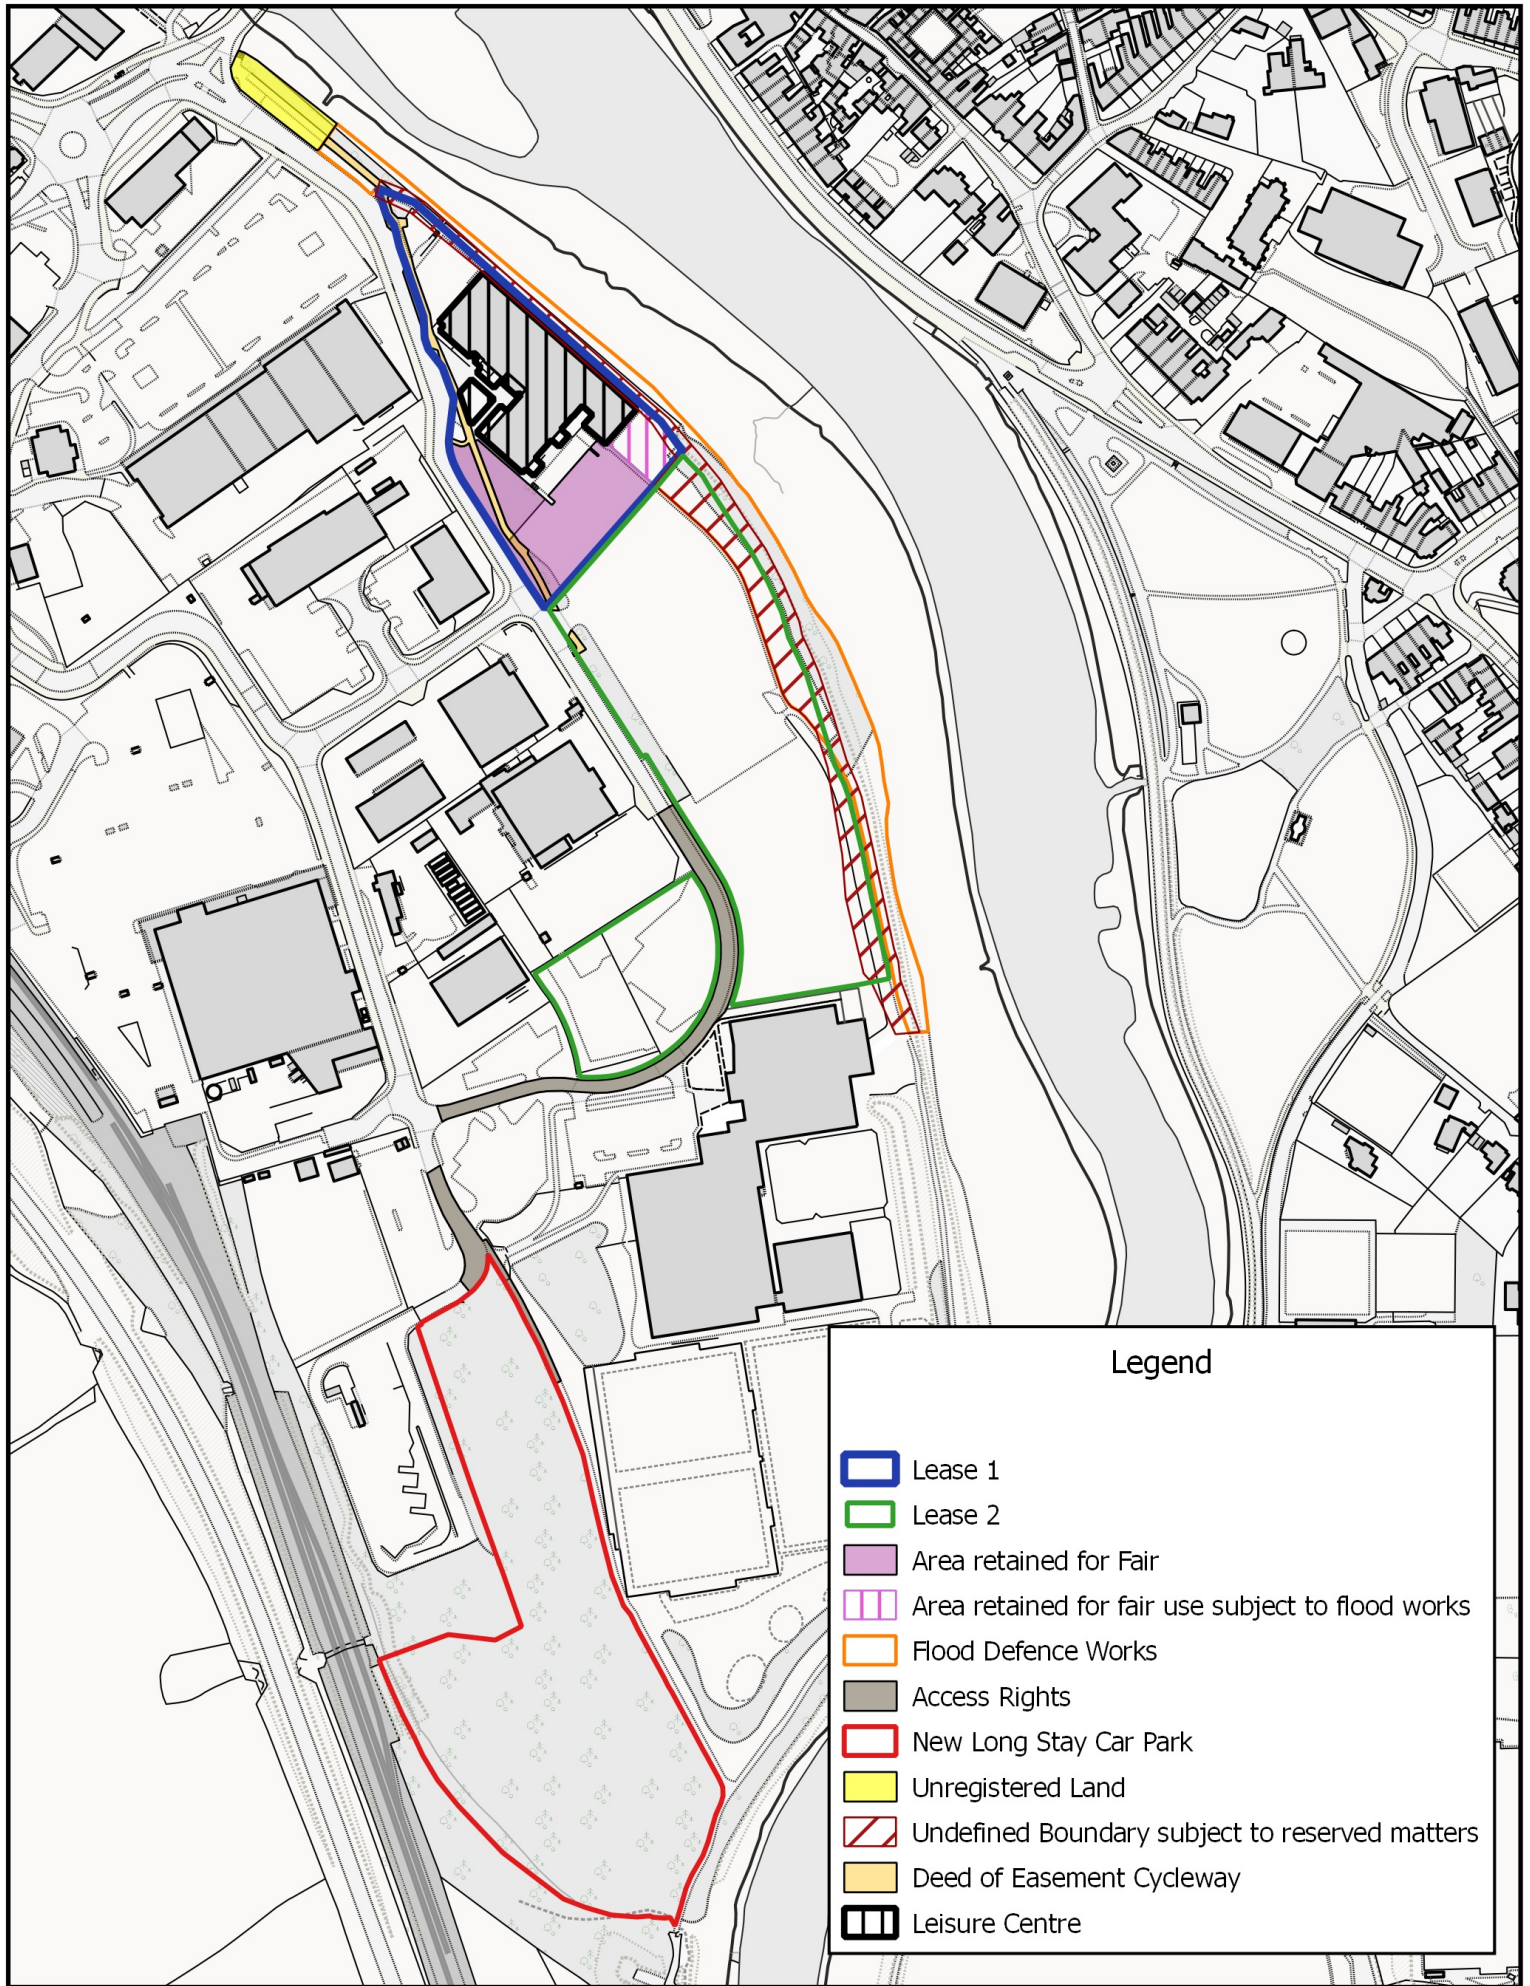 Legend
Lease 1
Lease 2
Area retained for Fair
Area retained for fair use subject to flood works
Flood Defence Works
Access Rights
New Long Stay Car Park
Unregistered Land
Undefined Boundary subject to reserved matters
Deed of Easement Cycleway
Leisure Centre